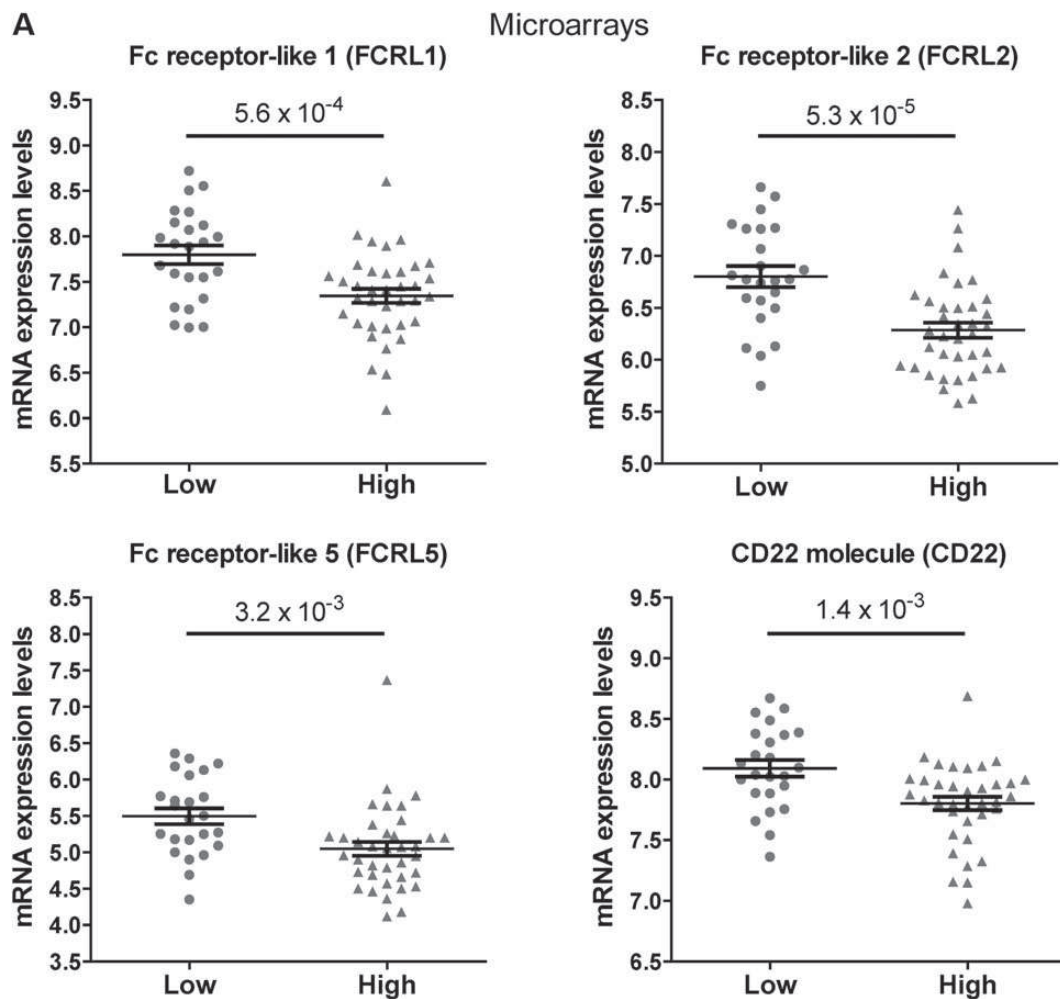 A
Microarrays
Fc receptor-like 1 (FCRL1)
mRNA expression levels
9.5
9.0
8.5
8.0
7.5
7.0
6.5
6.0
5.5
5.6 x 10⁻⁴
Low
High
Fc receptor-like 2 (FCRL2)
mRNA expression levels
8.5
8.0
7.5
7.0
6.5
6.0
5.5
5.0
5.3 x 10⁻⁵
Low
High
Fc receptor-like 5 (FCRL5)
mRNA expression levels
8.5
8.0
7.5
7.0
6.5
6.0
5.5
5.0
4.5
4.0
3.5
3.2 x 10⁻³
Low
High
CD22 molecule (CD22)
mRNA expression levels
9.5
9.0
8.5
8.0
7.5
7.0
6.5
1.4 x 10⁻³
Low
High